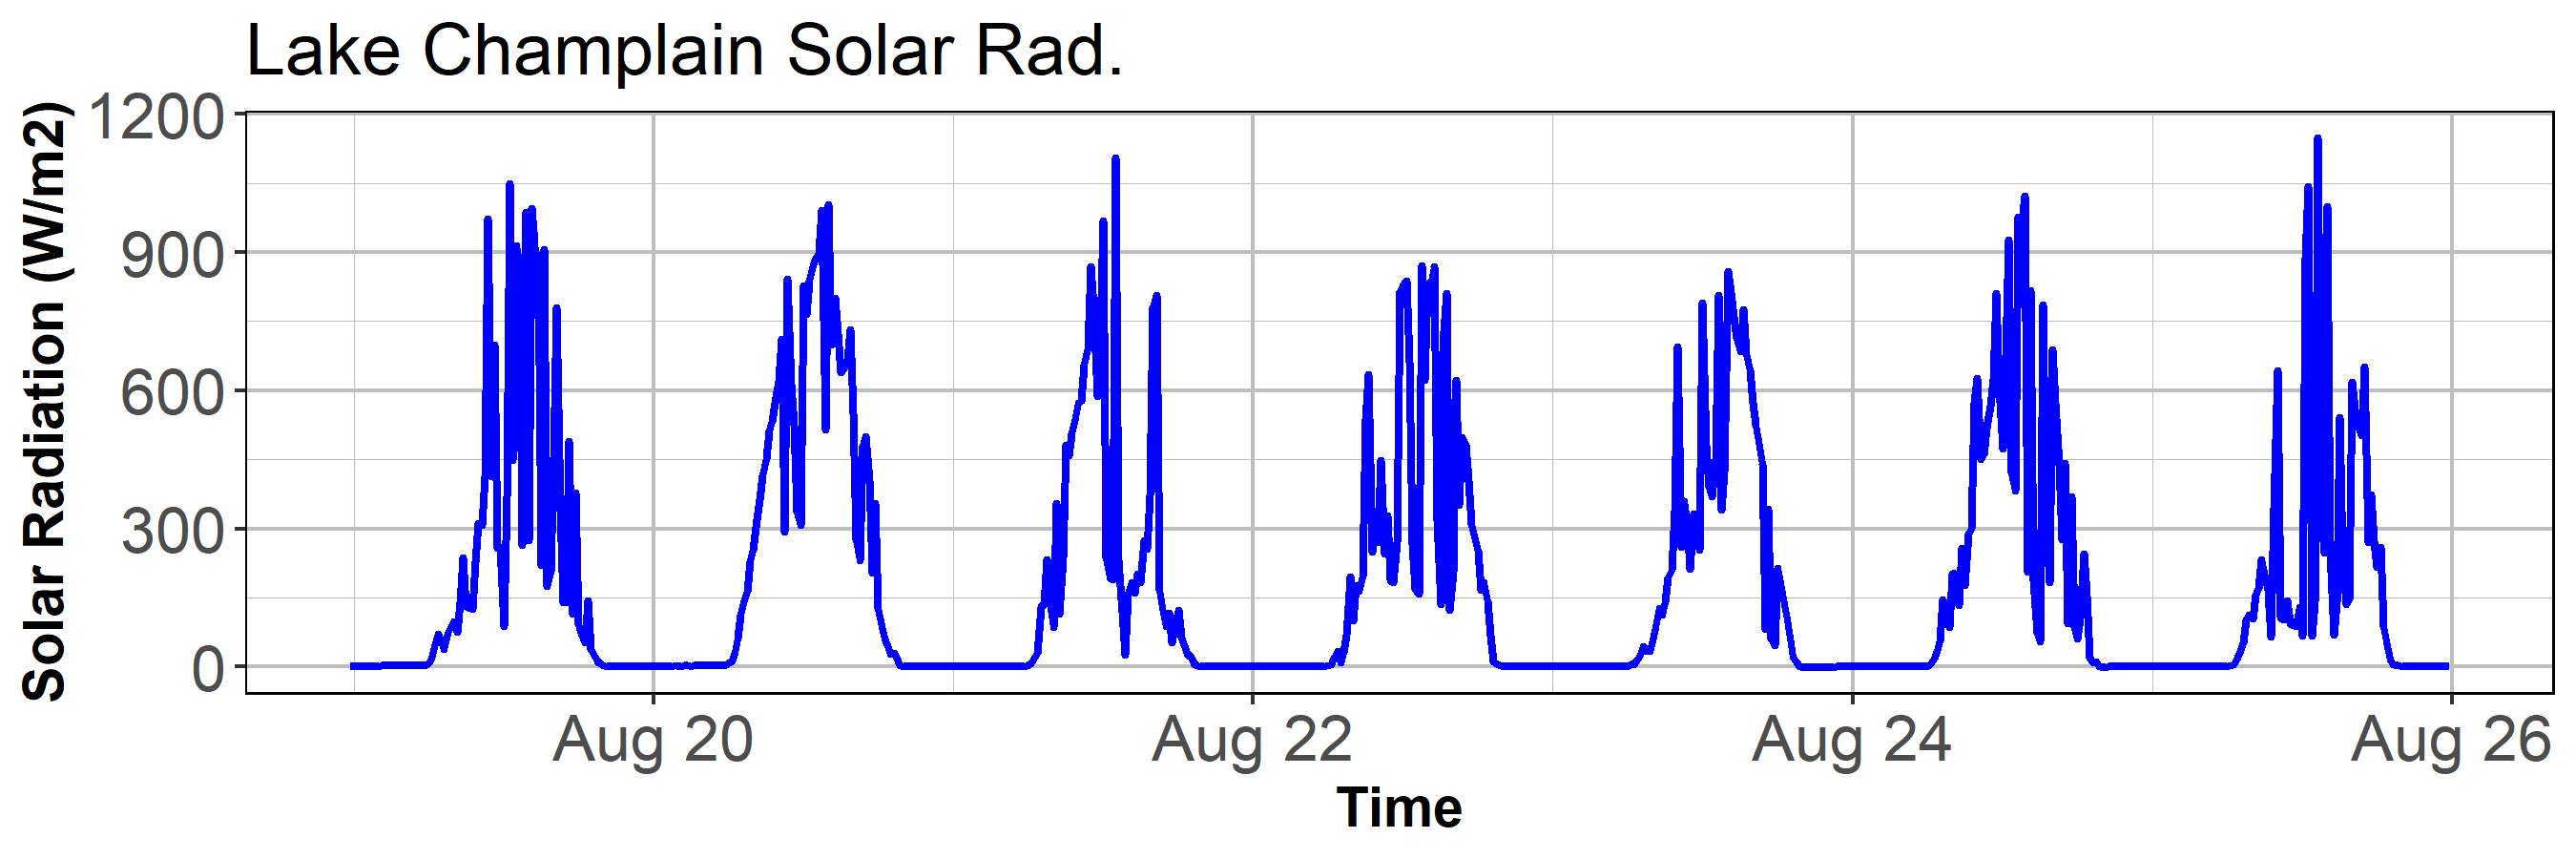 Lake Champlain Solar Rad.
Solar Radiation (W/m2)
1200
900
600
300
0
Aug 20 Aug 22 Aug 24 Aug 26
Time